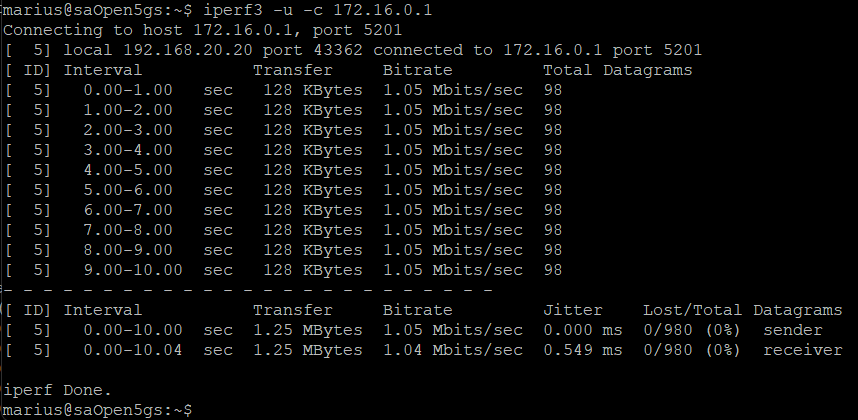 marius@saOpen5gs:~$ iperf3 -u -c 172.16.0.1
Connecting to host 172.16.0.1, port 5201
[  5] local 192.168.20.20 port 43362 connected to 172.16.0.1 port 5201
[ ID] Interval           Transfer     Bitrate         Total Datagrams
[  5]   0.00-1.00   sec   128 KBytes  1.05 Mbits/sec  98
[  5]   1.00-2.00   sec   128 KBytes  1.05 Mbits/sec  98
[  5]   2.00-3.00   sec   128 KBytes  1.05 Mbits/sec  98
[  5]   3.00-4.00   sec   128 KBytes  1.05 Mbits/sec  98
[  5]   4.00-5.00   sec   128 KBytes  1.05 Mbits/sec  98
[  5]   5.00-6.00   sec   128 KBytes  1.05 Mbits/sec  98
[  5]   6.00-7.00   sec   128 KBytes  1.05 Mbits/sec  98
[  5]   7.00-8.00   sec   128 KBytes  1.05 Mbits/sec  98
[  5]   8.00-9.00   sec   128 KBytes  1.05 Mbits/sec  98
[  5]   9.00-10.00  sec   128 KBytes  1.05 Mbits/sec  98
- - - - - - - - - - - - - - - - - - - - - - - - -
[ ID] Interval           Transfer     Bitrate         Jitter    Lost/Total Datagrams
[  5]   0.00-10.00  sec  1.25 MBytes  1.05 Mbits/sec  0.000 ms  0/980 (0%)  sender
[  5]   0.00-10.04  sec  1.25 MBytes  1.04 Mbits/sec  0.549 ms  0/980 (0%)  receiver
iperf Done.
marius@saOpen5gs:~$